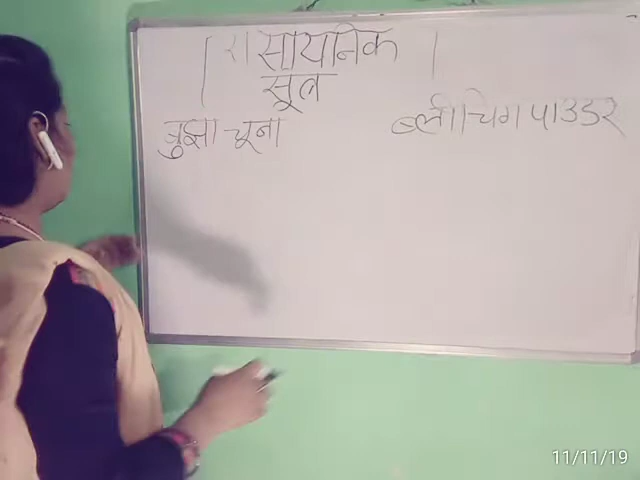 रासायनिक
सूत्र
बुझा चूना
ब्लीचिंग पाउडर
11/11/19